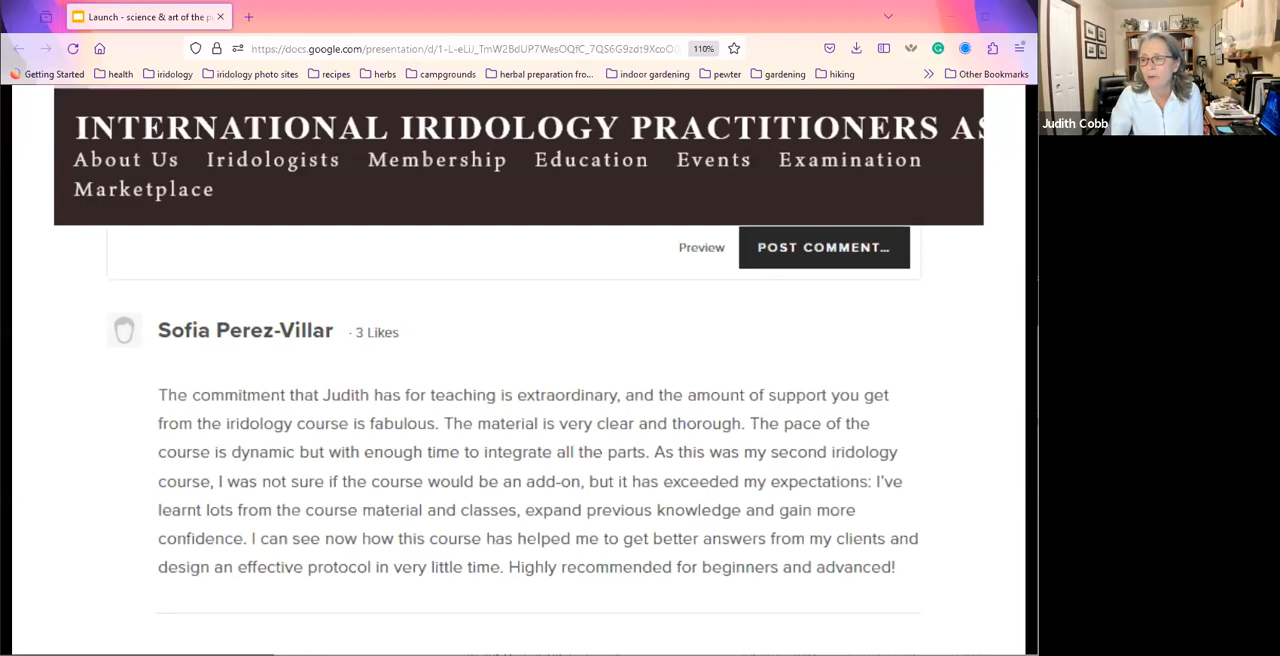 Launch - science & art of the p
https://docs.google.com/presentation/d/1-L-eLiJ_TmW2BdUP7WesOQfC_7QS6G9zdt9XcoO
110%
Getting Started health iridology iridology photo sites recipes herbs campgrounds herbal preparation fro... indoor gardening pewter gardening hiking Other Bookmarks
Judith Cobb
INTERNATIONAL IRIDOLOGY PRACTITIONERS AS
About Us Iridologists Membership Education Events Examination
Marketplace
Preview POST COMMENT...
Sofia Perez-Villar · 3 Likes
The commitment that Judith has for teaching is extraordinary, and the amount of support you get
from the iridology course is fabulous. The material is very clear and thorough. The pace of the
course is dynamic but with enough time to integrate all the parts. As this was my second iridology
course, I was not sure if the course would be an add-on, but it has exceeded my expectations: I've
learnt lots from the course material and classes, expand previous knowledge and gain more
confidence. I can see now how this course has helped me to get better answers from my clients and
design an effective protocol in very little time. Highly recommended for beginners and advanced!